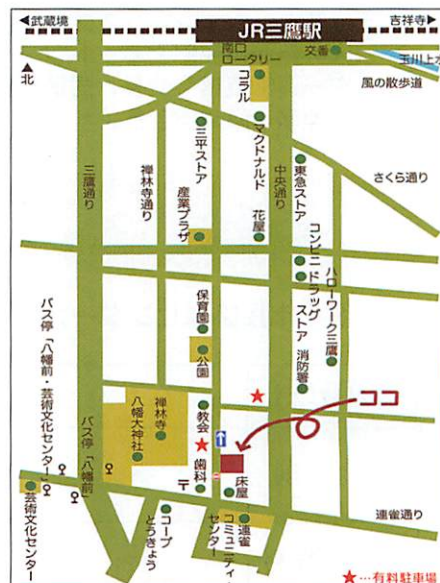 ◀武蔵境
JR三鷹駅
吉祥寺▶
▲北
南口
ロータリー
交番
玉川上水
風の散歩道
コラル
三平ストア
マクドナルド
三鷹通り
禅林寺通り
中央通り
東急ストア
さくら通り
産業プラザ
花屋
コンビニ
ドラッグ
ストア
ハローワーク三鷹
保育園
消防署
公園
バス停「八幡前・芸術文化センター」
バス停「八幡前」
禅林寺
八幡大神社
教会
★
ココ
★
歯科
〒
床屋
芸術文化センター
コープ
とうきょう
連雀
コミュニティ・
センター
連雀通り
★…有料駐車場